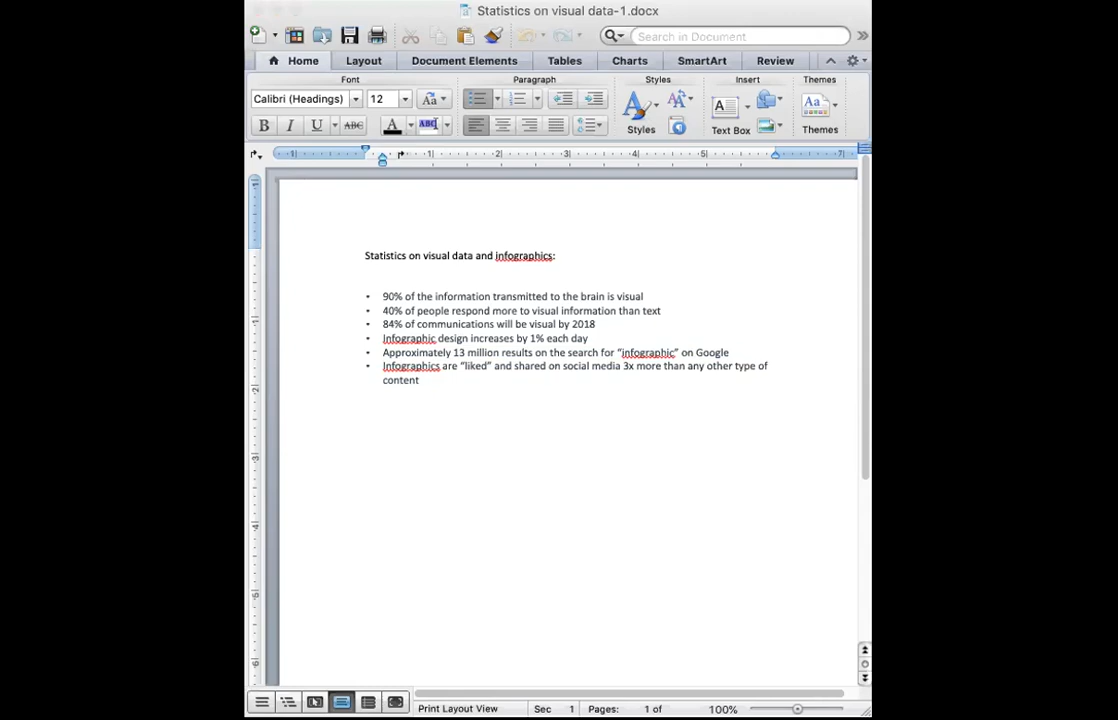 Statistics on visual data-1.docx
Search in Document
Home Layout Document Elements Tables Charts SmartArt Review
Font Paragraph Styles Insert Themes
Calibri (Headings) 12 Aa Aa
B I U ABC A ABC Styles Text Box Themes
Statistics on visual data and infographics:
• 90% of the information transmitted to the brain is visual
• 40% of people respond more to visual information than text
• 84% of communications will be visual by 2018
• Infographic design increases by 1% each day
• Approximately 13 million results on the search for “infographic” on Google
• Infographics are “liked” and shared on social media 3x more than any other type of
content
Print Layout View Sec 1 Pages: 1 of 100%